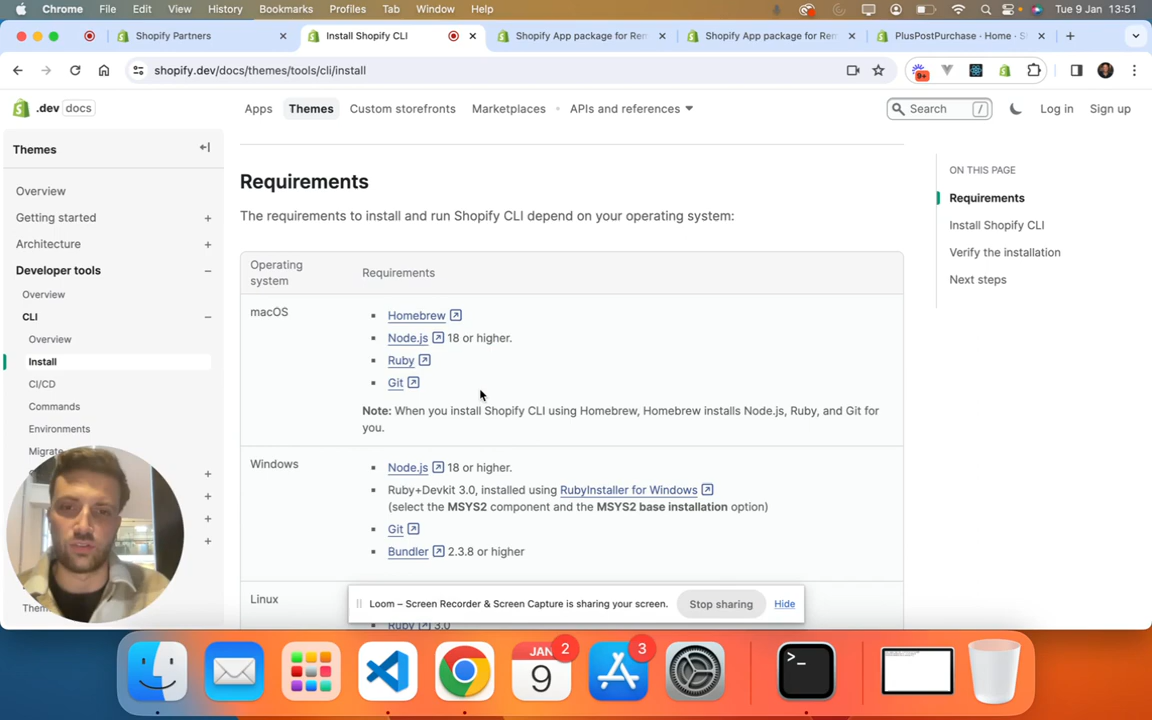 Chrome File Edit View History Bookmarks Profiles Tab Window Help Tue 9 Jan 13:51
Shopify Partners
Install Shopify CLI
Shopify App package for Rem
Shopify App package for Rem
PlusPostPurchase · Home · S
shopify.dev/docs/themes/tools/cli/install
9+
.dev docs
Apps Themes Custom storefronts Marketplaces APIs and references
Search /
Log in Sign up
Themes
Overview
Getting started
Architecture
Developer tools
Overview
CLI
Overview
Install
CI/CD
Commands
Environments
Migrate
Requirements
The requirements to install and run Shopify CLI depend on your operating system:
Operating system Requirements
macOS
Homebrew
Node.js 18 or higher.
Ruby
Git
Note: When you install Shopify CLI using Homebrew, Homebrew installs Node.js, Ruby, and Git for
you.
Windows
Node.js 18 or higher.
Ruby+Devkit 3.0, installed using RubyInstaller for Windows
(select the MSYS2 component and the MSYS2 base installation option)
Git
Bundler 2.3.8 or higher
Linux
Ruby 3.0
ON THIS PAGE
Requirements
Install Shopify CLI
Verify the installation
Next steps
Loom – Screen Recorder & Screen Capture is sharing your screen. Stop sharing Hide
JAN
9
2
3